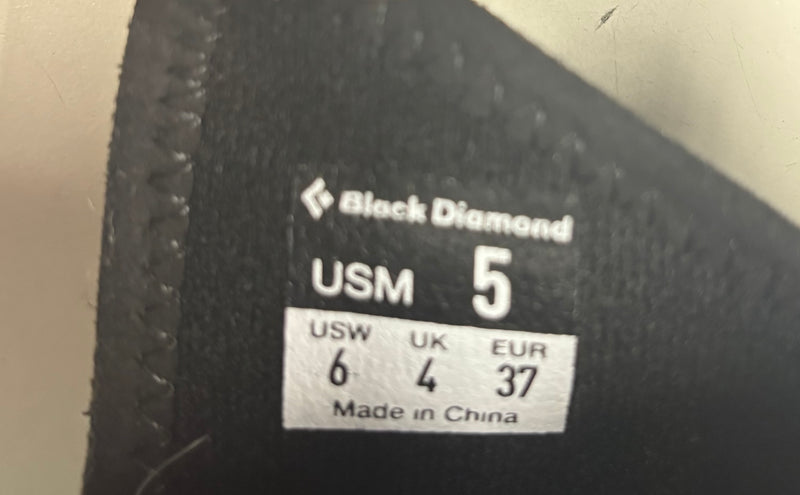 Black Diamond
USM 5
USW UK EUR
6 4 37
Made in China